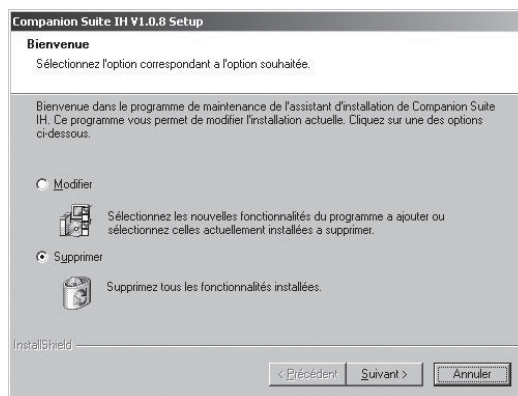 Companion Suite IH V1.0.8 Setup
Bienvenue
Sélectionnez l'option correspondant a l'option souhaitée.
Bienvenue dans le programme de maintenance de l'assistant d'installation de Companion Suite
IH. Ce programme vous permet de modifier l'installation actuelle. Cliquez sur une des options
ci-dessous.
Modifier
Sélectionnez les nouvelles fonctionnalités du programme a ajouter ou
sélectionnez celles actuellement installées a supprimer.
Supprimer
Supprimez tous les fonctionnalités installées.
InstallShield
< Précédent
Suivant >
Annuler